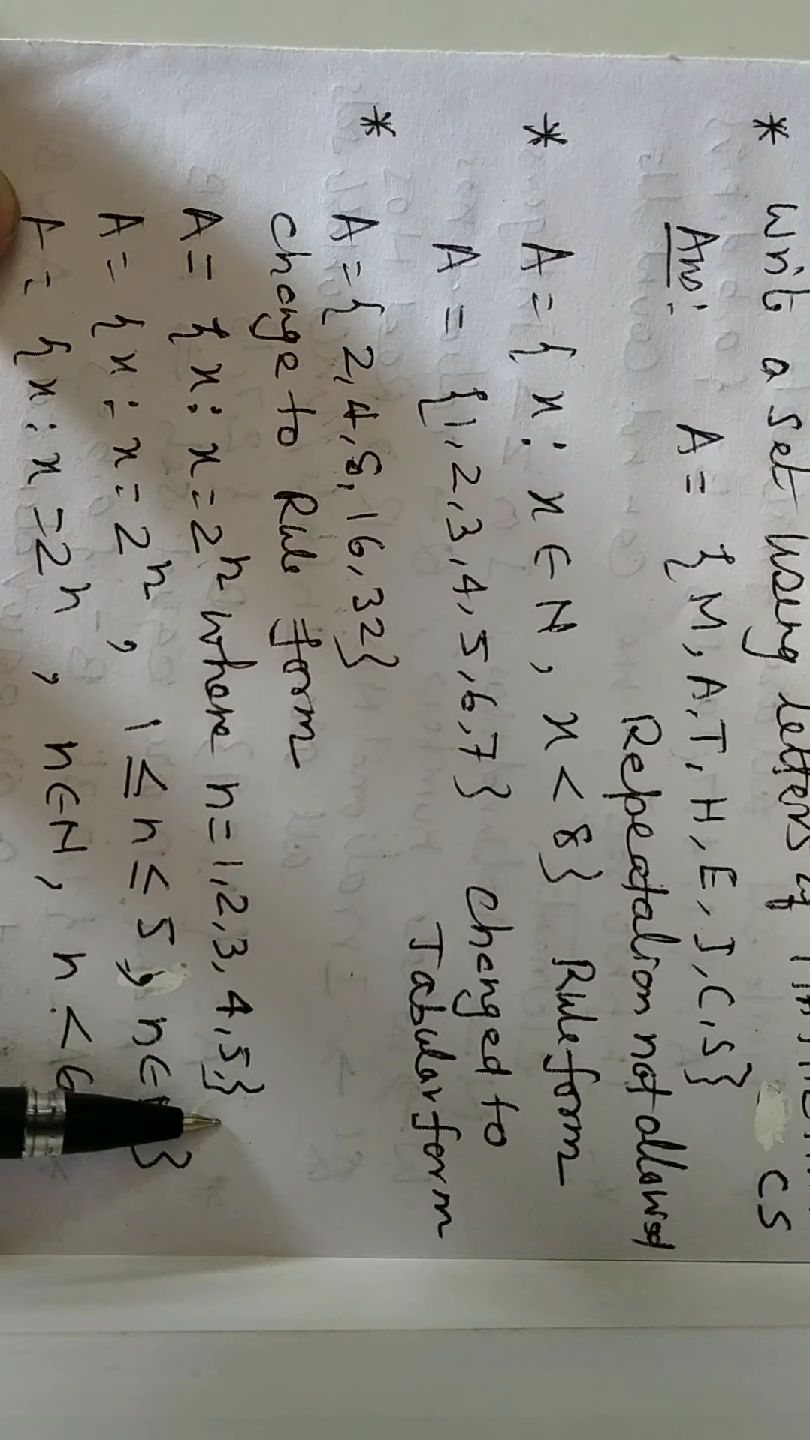 * Write a set using letters of
CS
Ans: A = {M, A, T, H, E, I, C, S}
Repeatation not allowed
* A = {x : x ∈ N, x < 8} Rule form
A = {1, 2, 3, 4, 5, 6, 7} changed to
Tabular form
* A = {2, 4, 8, 16, 32}
change to Rule form
A = {x : x = 2ⁿ where n = 1, 2, 3, 4, 5,}
A = {x : x = 2ⁿ, 1 ≤ n ≤ 5, n ∈ }
A = {x : x = 2ⁿ, n ∈ N, n < 6